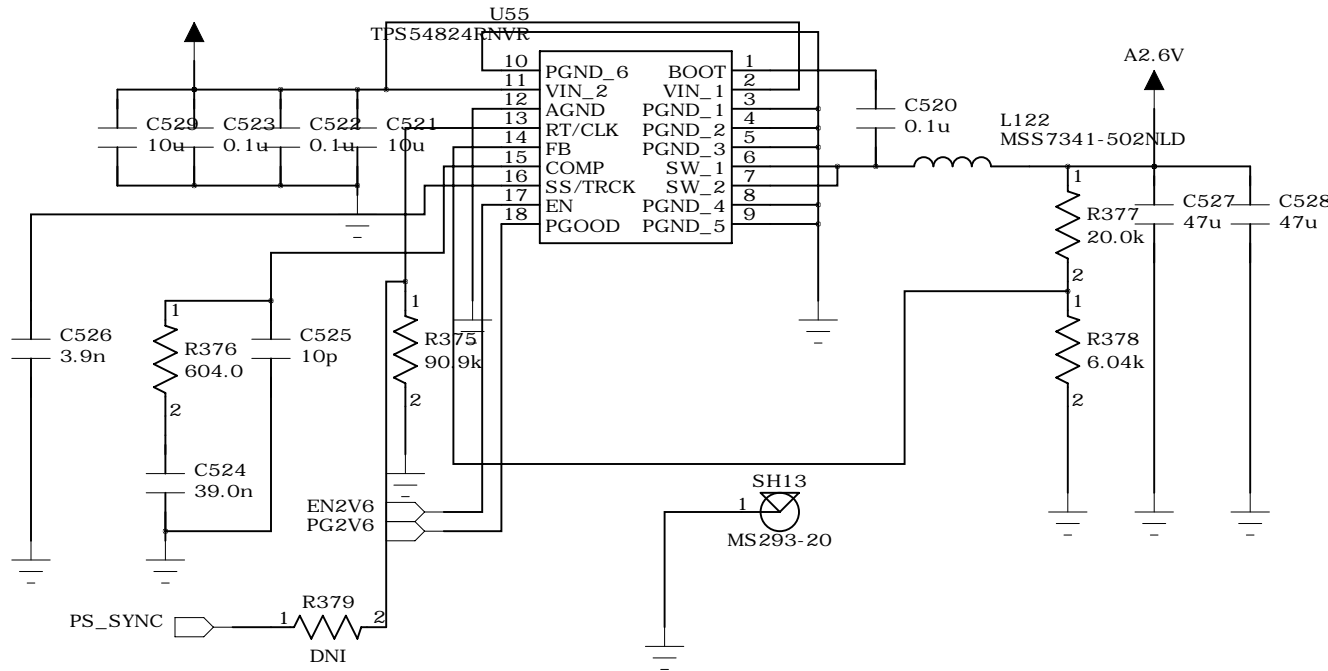 U55
TPS54824RNVR
10 PGND_6 BOOT 1
11 VIN_2 VIN_1 2
12 AGND PGND_1 3
13 RT/CLK PGND_2 4
14 FB PGND_3 5
15 COMP SW_1 6
16 SS/TRCK SW_2 7
17 EN PGND_4 8
18 PGOOD PGND_5 9
C529
10u
C523
0.1u
C522
0.1u
C521
10u
C520
0.1u
A2.6V
L122
MSS7341-502NLD
1
R377
20.0k
2
C527
47u
C528
47u
1
R378
6.04k
2
C526
3.9n
1
R376
604.0
2
C525
10p
1
R375
90.9k
2
C524
39.0n
EN2V6
PG2V6
SH13
1
MS293-20
PS_SYNC
1
R379
2
DNI